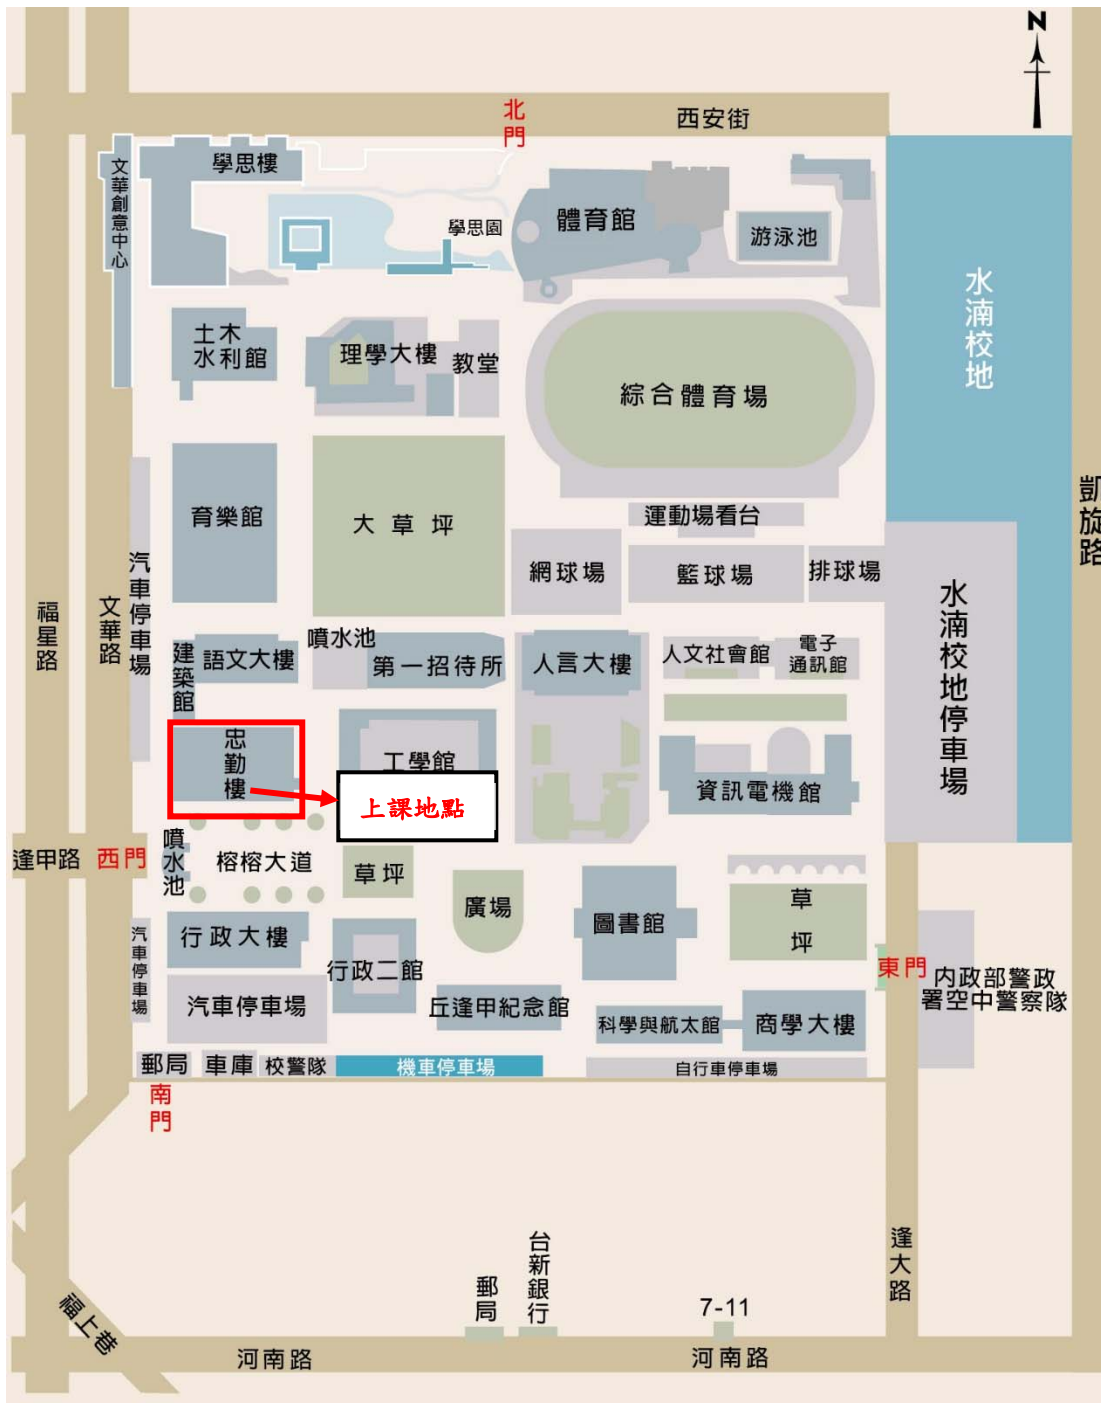 N
北門
西安街
學思樓
文華創意中心
學思園
體育館
游泳池
水湳校地
土木
水利館
理學大樓
教堂
綜合體育場
凱旋路
育樂館
大草坪
運動場看台
網球場
籃球場
排球場
汽車停車場
福星路
文華路
水湳校地停車場
建築館
語文大樓
噴水池
第一招待所
人言大樓
人文社會館
電子
通訊館
忠勤樓
工學館
上課地點
資訊電機館
逢甲路
西門
噴水池
榕榕大道
草坪
廣場
圖書館
草坪
行政大樓
汽車停車場
行政二館
東門
內政部警政
署空中警察隊
汽車停車場
丘逢甲紀念館
科學與航太館
商學大樓
郵局
車庫
校警隊
機車停車場
自行車停車場
南門
逢大路
台新銀行
郵局
7-11
福上巷
河南路
河南路